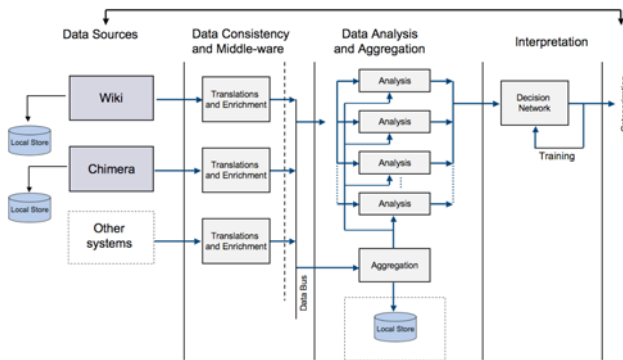 Data Sources
Data Consistency
and Middle-ware
Data Analysis
and Aggregation
Interpretation
Wiki
Local Store
Chimera
Local Store
Other
systems
Translations
and Enrichment
Translations
and Enrichment
Translations
and Enrichment
Data Bus
Analysis
Analysis
Analysis
Analysis
Aggregation
Local Store
Decision
Network
Training